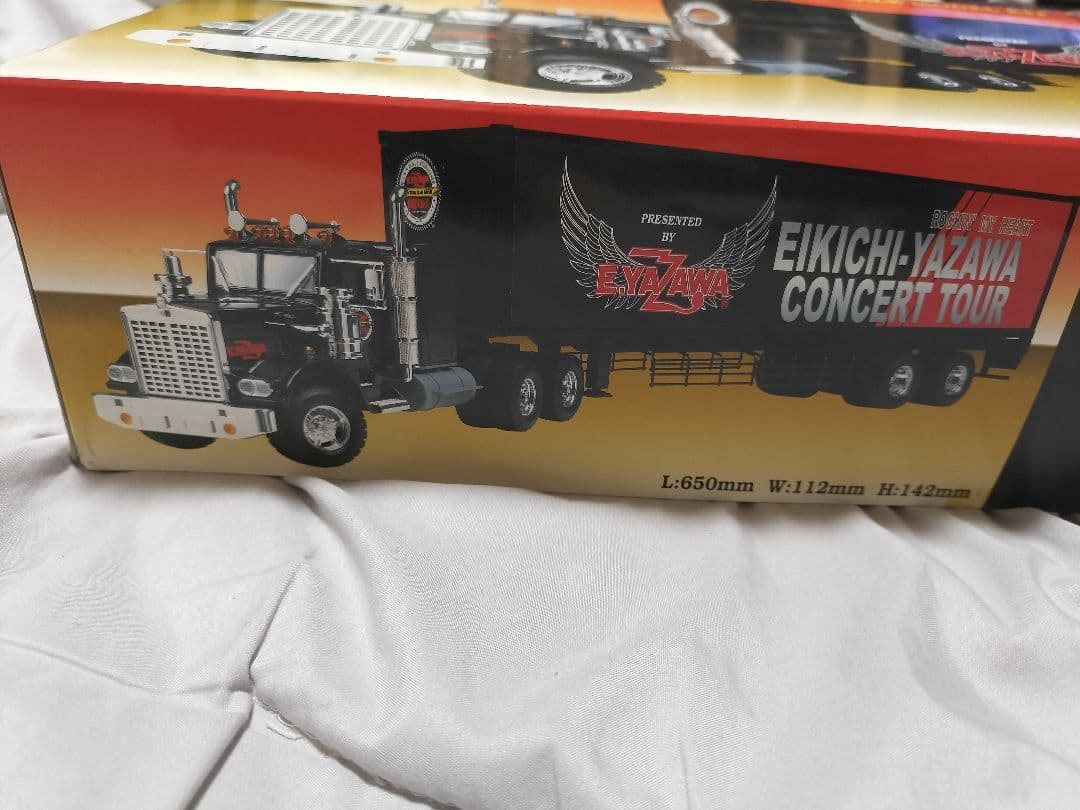 PRESENTED
BY
E.YAZAWA
ROCKIN' MY HEART
EIKICHI-YAZAWA
CONCERT TOUR
L:650mm W:112mm H:142mm